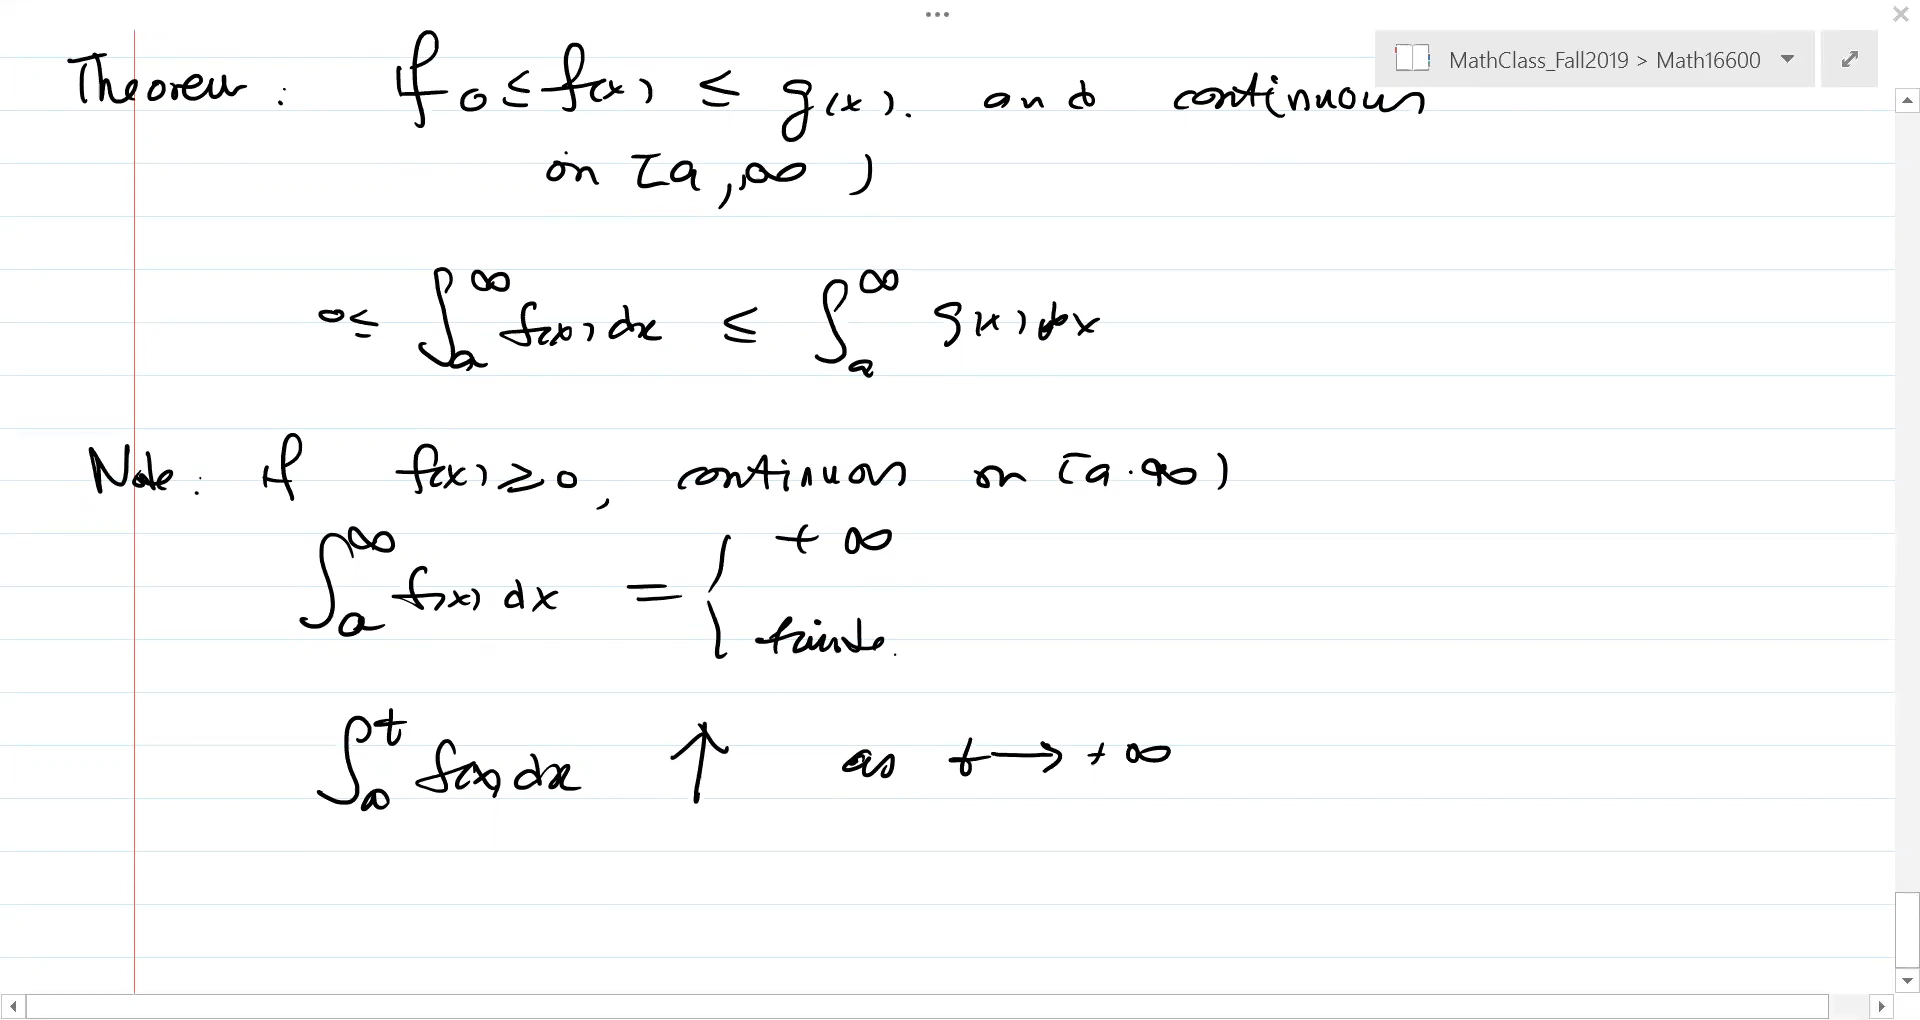 MathClass_Fall2019 > Math16600
Theorem : If 0 ≤ f(x) ≤ g(x). and continuous
on [a, ∞)
0 ≤ ∫_a^∞ f(x) dx ≤ ∫_a^∞ g(x) dx
Note : if f(x) ≥ 0, continuous on [a.∞)
∫_a^∞ f(x) dx = { +∞
finite.
∫_a^t f(x) dx ↑ as t → +∞